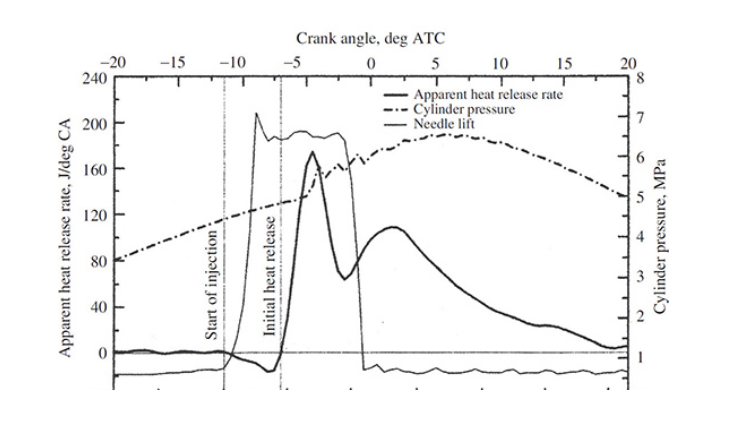 Crank angle, deg ATC
−20 −15 −10 −5 0 5 10 15 20
240 8
Apparent heat release rate
Cylinder pressure
Needle lift
7
200
6
160
5
120
4
80
3
40
2
0
1
Apparent heat release rate, J/deg CA
Start of injection
Initial heat release
Cylinder pressure, MPa